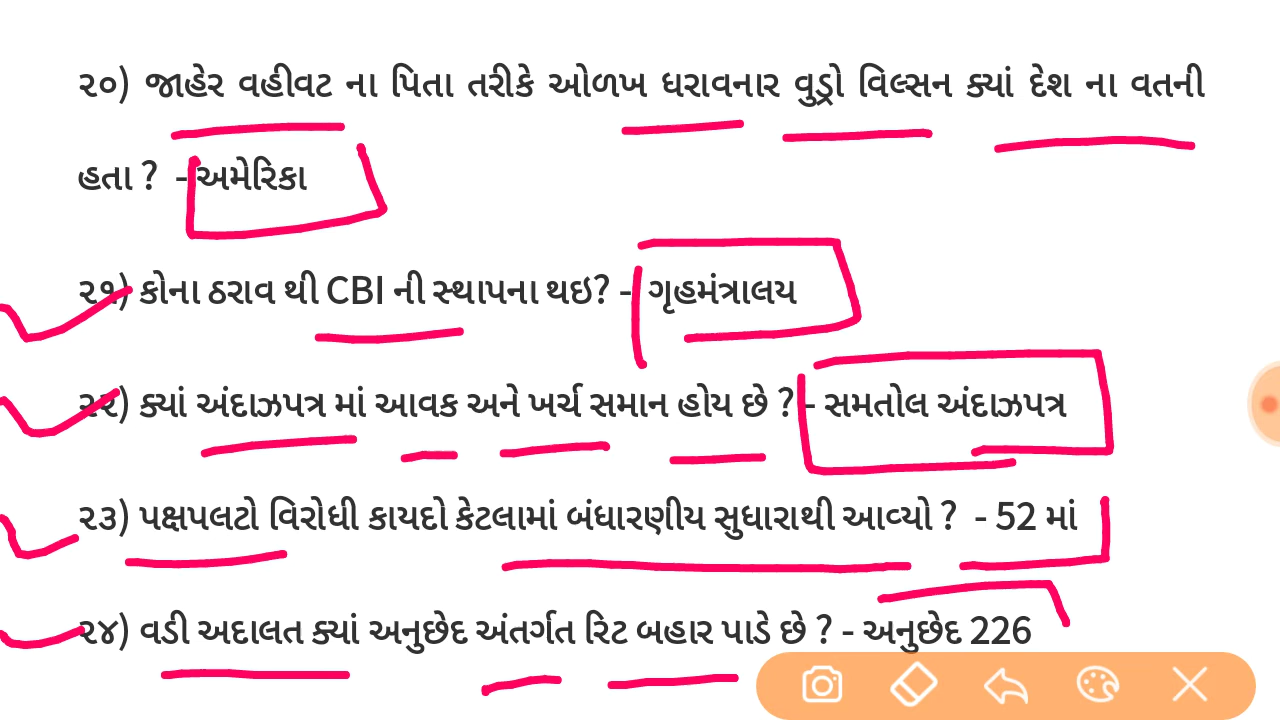 ૨૦) જાહેર વહીવટ ના પિતા તરીકે ઓળખ ધરાવનાર વુડ્રો વિલ્સન ક્યાં દેશ ના વતની
હતા ? - અમેરિકા
૨૧) કોના ઠરાવ થી CBI ની સ્થાપના થઇ? - ગૃહમંત્રાલય
૨૨) ક્યાં અંદાઝપત્ર માં આવક અને ખર્ચ સમાન હોય છે ? - સમતોલ અંદાઝપત્ર
૨૩) પક્ષપલટો વિરોધી કાયદો કેટલામાં બંધારણીય સુધારાથી આવ્યો ? - 52 માં
૨૪) વડી અદાલત ક્યાં અનુછેદ અંતર્ગત રિટ બહાર પાડે છે ? - અનુછેદ 226